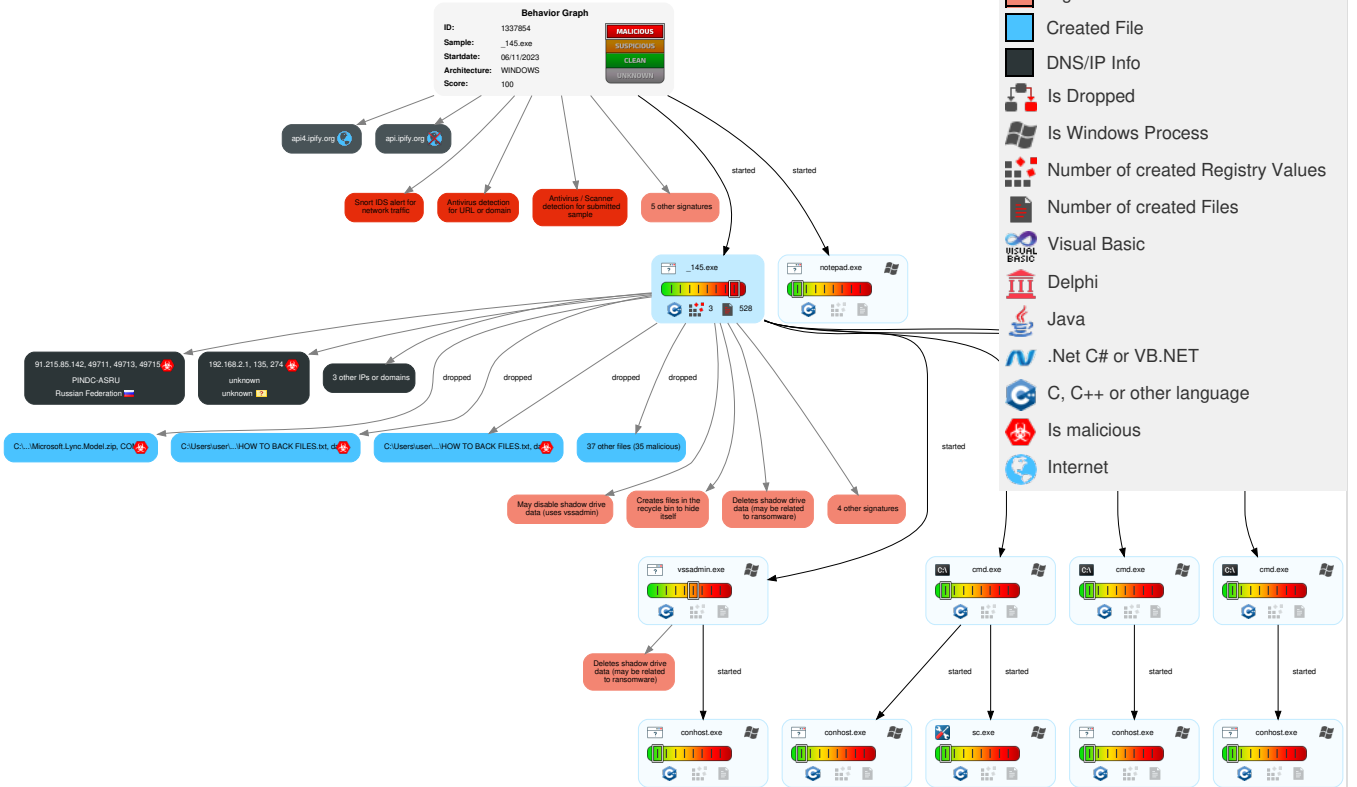 Behavior Graph
ID: 1337854
Sample: _145.exe
Startdate: 06/11/2023
Architecture: WINDOWS
Score: 100
MALICIOUS
SUSPICIOUS
CLEAN
UNKNOWN
Created File
DNS/IP Info
Is Dropped
Is Windows Process
Number of created Registry Values
Number of created Files
VISUAL
BASIC
Visual Basic
Delphi
Java
.Net C# or VB.NET
C, C++ or other language
Is malicious
Internet
api4.ipify.org
api.ipify.org
started
started
Snort IDS alert for
network traffic
Antivirus detection
for URL or domain
Antivirus / Scanner
detection for submitted
sample
5 other signatures
_145.exe
3
528
notepad.exe
91.215.85.142, 49711, 49713, 49715
PINDC-ASRU
Russian Federation
192.168.2.1, 135, 274
unknown
unknown
3 other IPs or domains
dropped
dropped
dropped
dropped
C:\...\Microsoft.Lync.Model.zip,
C:\Users\user\...\HOW TO BACK FILES.txt,
C:\Users\user\...\HOW TO BACK FILES.txt,
37 other files (35 malicious)
started
May disable shadow drive
data (uses vssadmin)
Creates files in the
recycle bin to hide
itself
Deletes shadow drive
data (may be related
to ransomware)
4 other signatures
vssadmin.exe
C:\
cmd.exe
C:\
cmd.exe
C:\
cmd.exe
Deletes shadow drive
data (may be related
to ransomware)
started
started
started
started
started
conhost.exe
conhost.exe
sc.exe
conhost.exe
conhost.exe